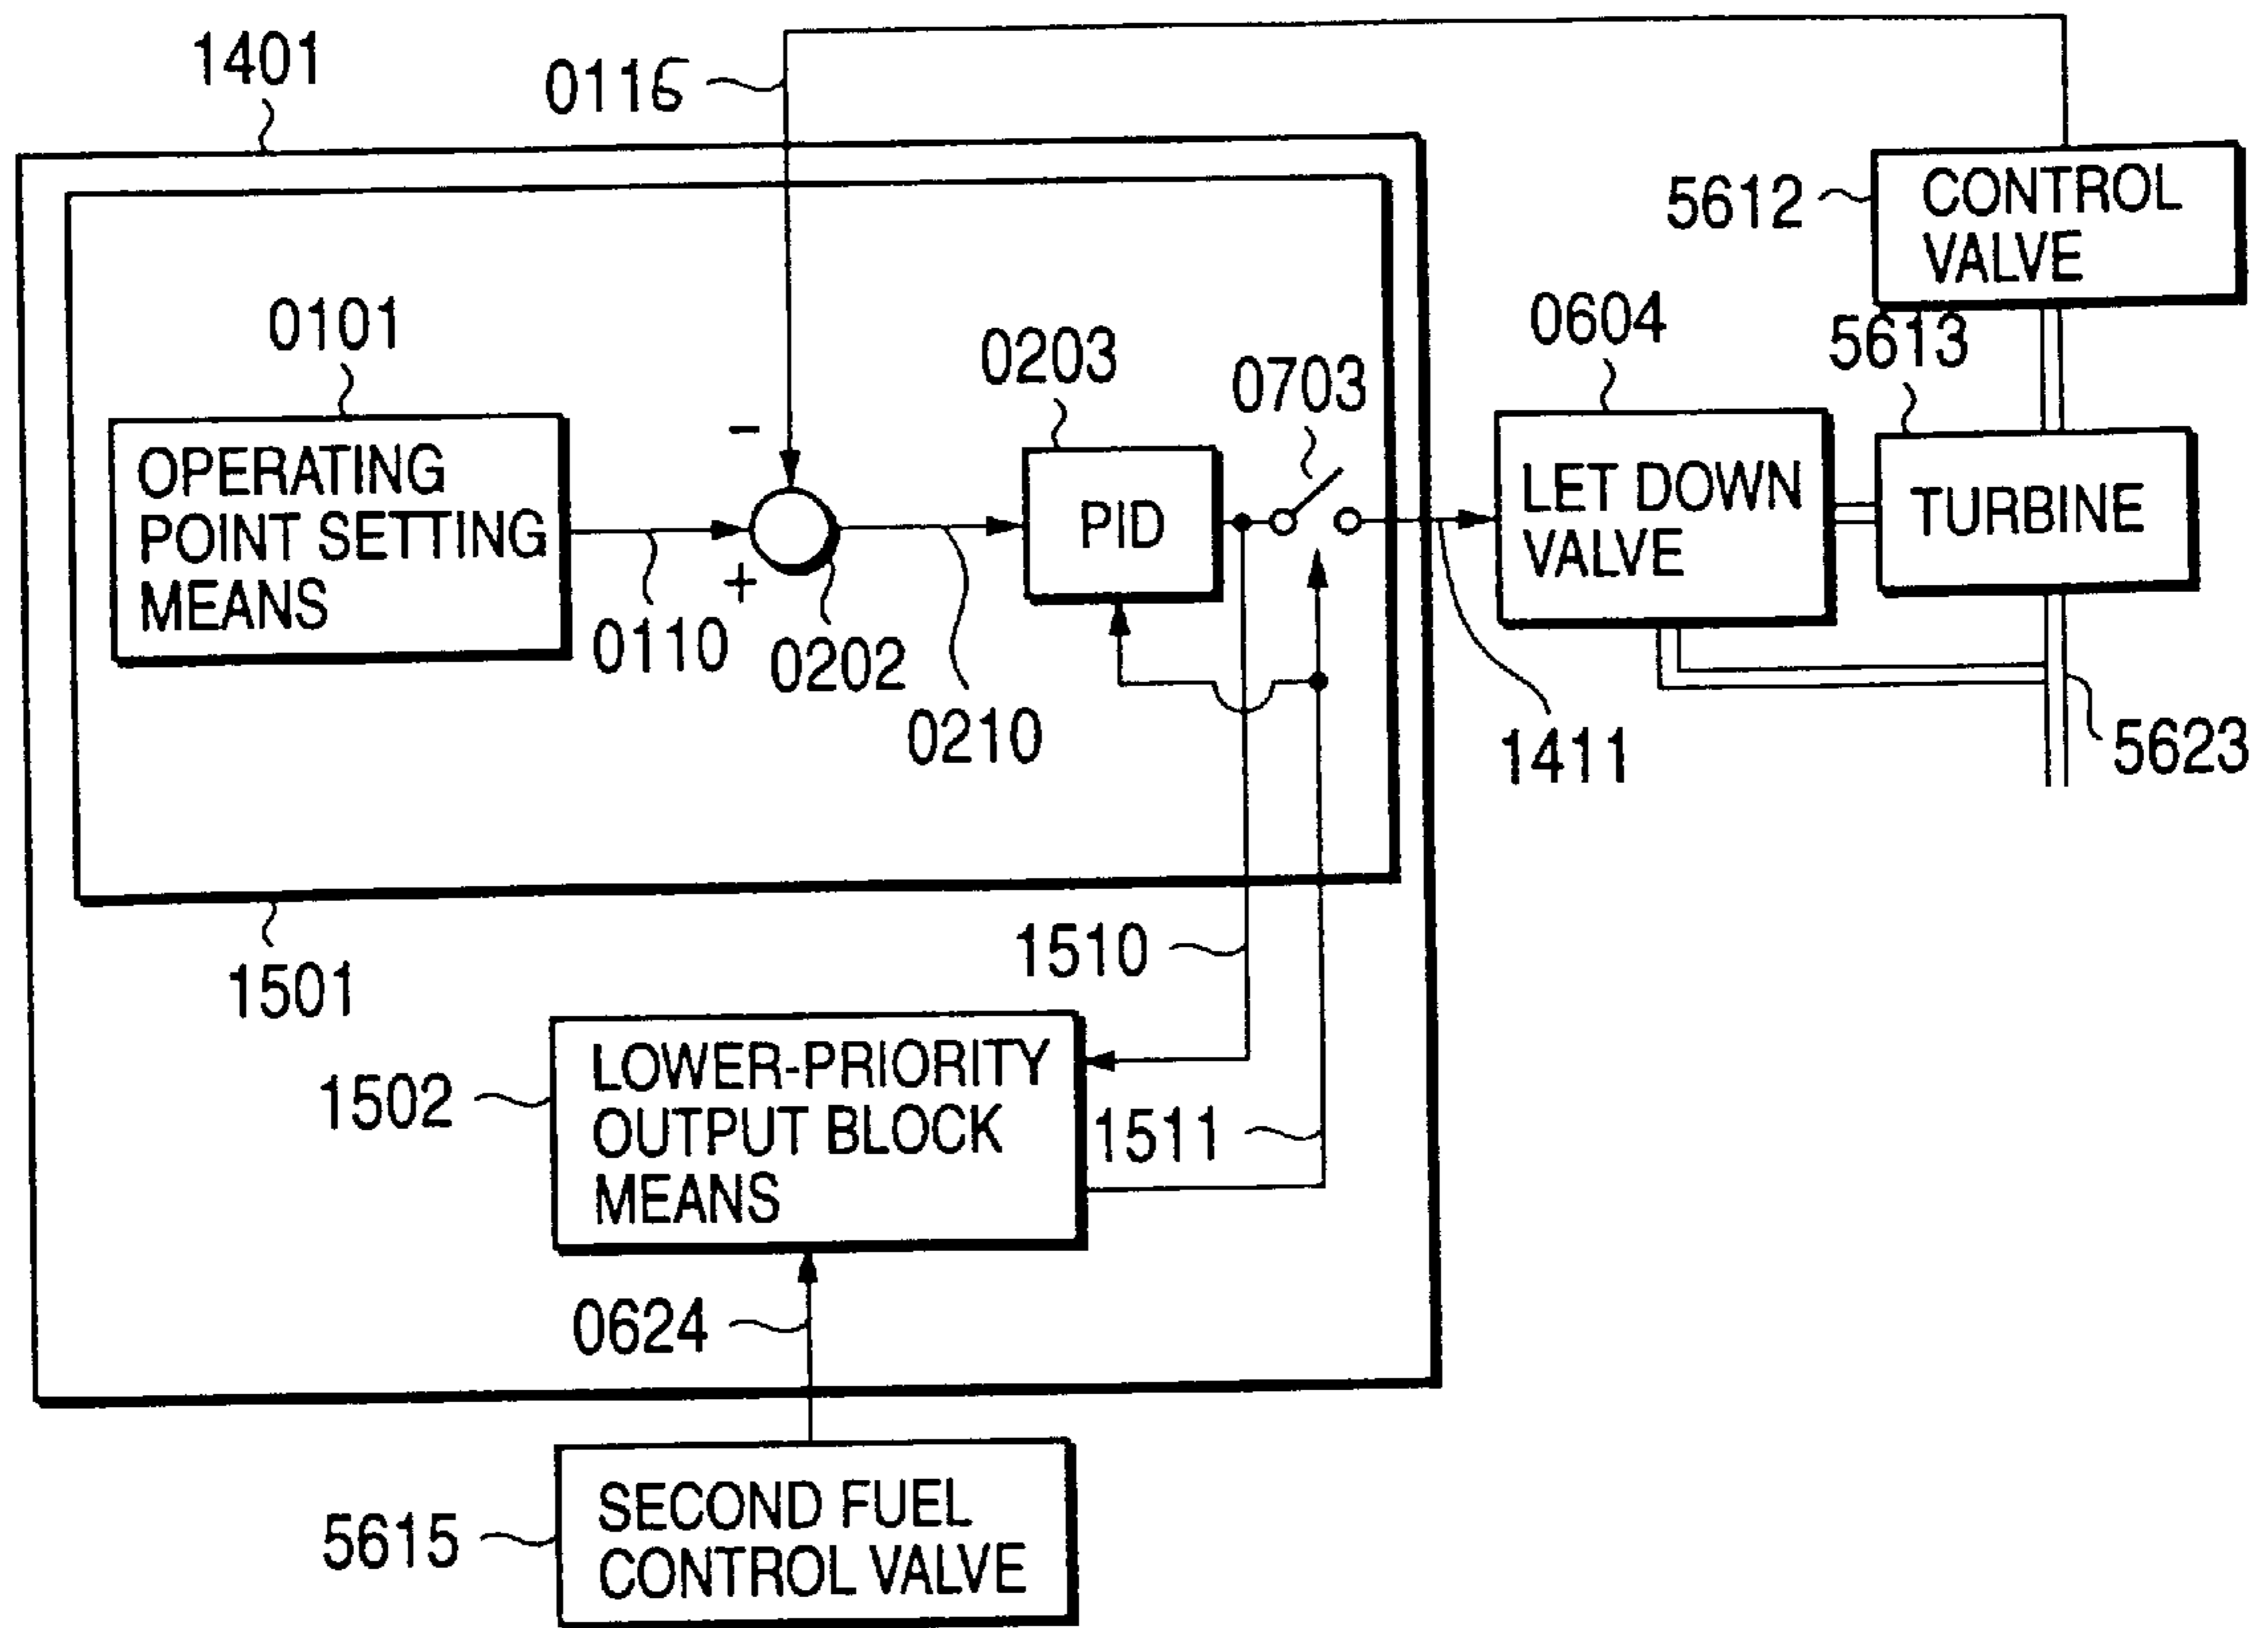 1401
0116
5612
CONTROL
VALVE
0101
0203
0703
0604
5613
OPERATING
POINT SETTING
MEANS
-
+
PID
LET DOWN
VALVE
TURBINE
0110
0202
0210
1411
5623
1501
1510
1502
LOWER-PRIORITY
OUTPUT BLOCK
MEANS
1511
0624
5615
SECOND FUEL
CONTROL VALVE